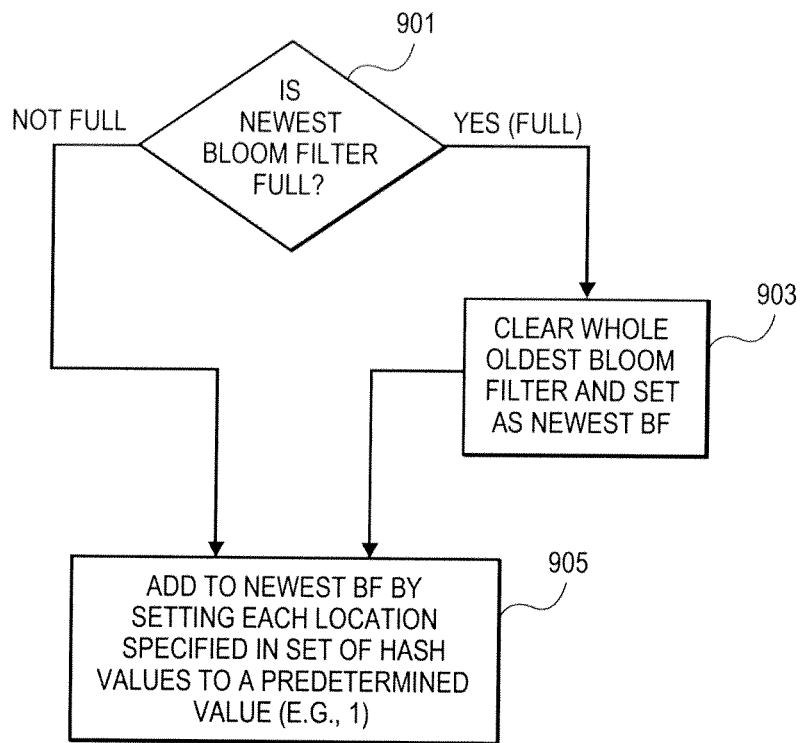 901
IS
NEWEST
BLOOM FILTER
FULL?
NOT FULL
YES (FULL)
903
CLEAR WHOLE
OLDEST BLOOM
FILTER AND SET
AS NEWEST BF
905
ADD TO NEWEST BF BY
SETTING EACH LOCATION
SPECIFIED IN SET OF HASH
VALUES TO A PREDETERMINED
VALUE (E.G., 1)